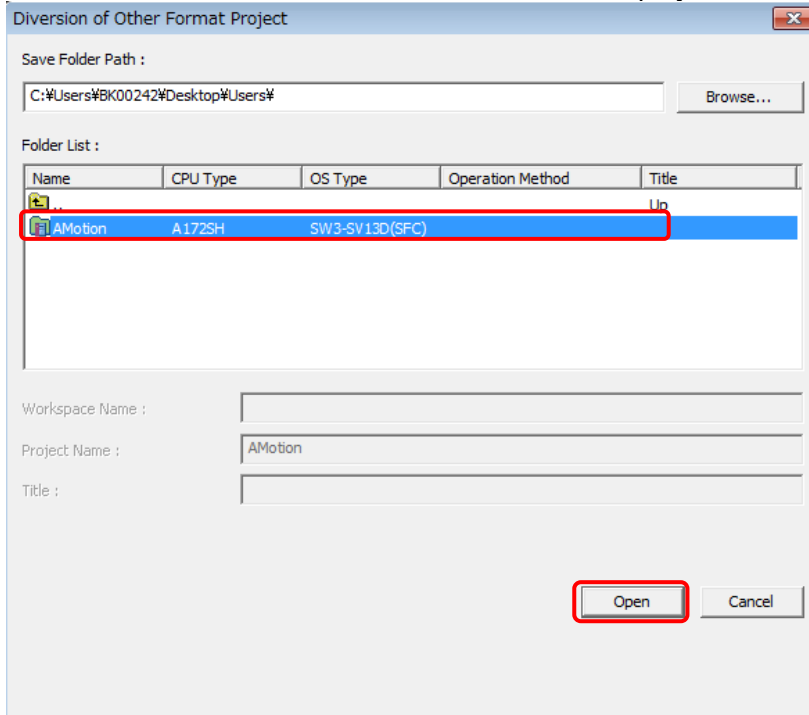 Diversion of Other Format Project
Save Folder Path :
C:¥Users¥BK00242¥Desktop¥Users¥ Browse...
Folder List :
Name CPU Type OS Type Operation Method Title
.. Up
AMotion A172SH SW3-SV13D(SFC)
Workspace Name :
Project Name : AMotion
Title :
Open Cancel